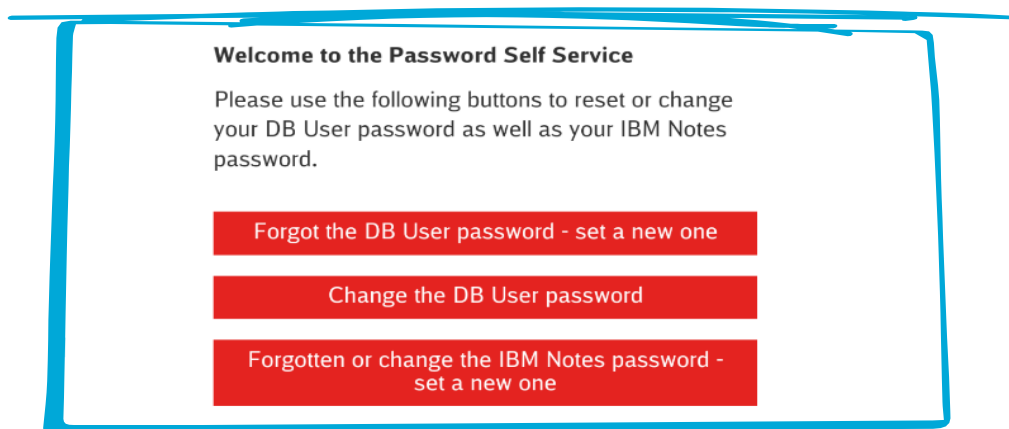 Welcome to the Password Self Service
Please use the following buttons to reset or change
your DB User password as well as your IBM Notes
password.
Forgot the DB User password - set a new one
Change the DB User password
Forgotten or change the IBM Notes password -
set a new one